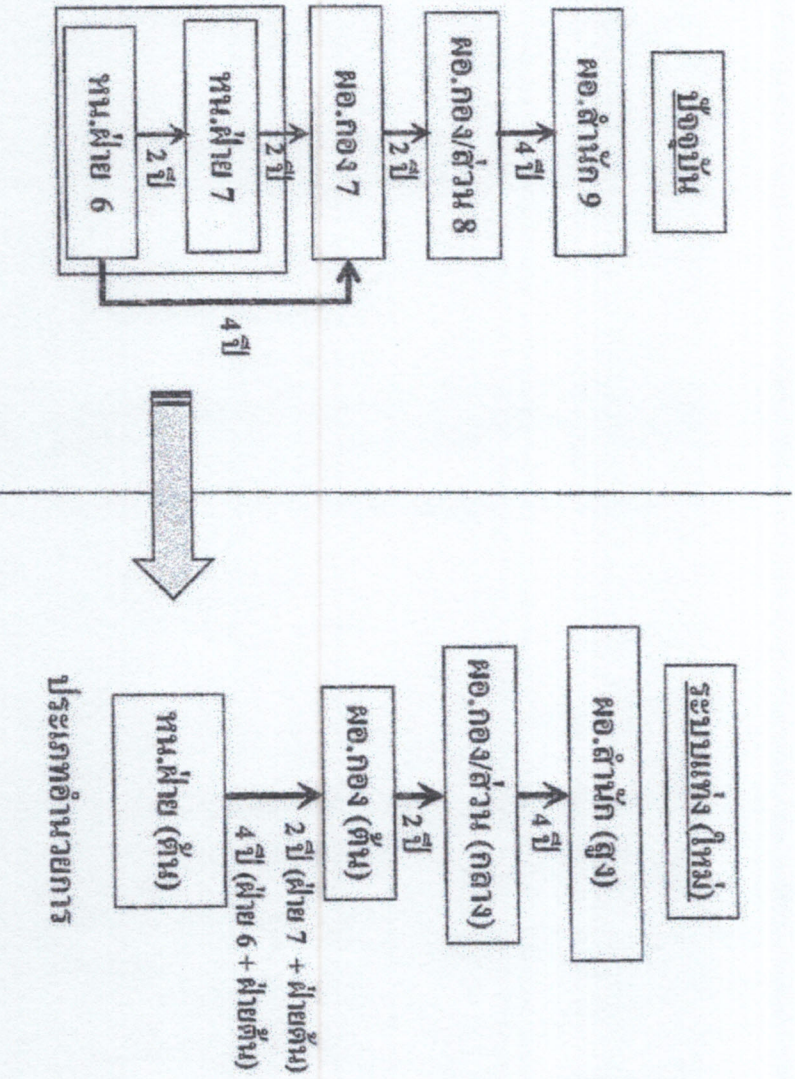 ปัจจุบัน
ผอ.สำนัก 9
4 ปี
ผอ.กอง/ส่วน 8
2 ปี
ผอ.กอง 7
2 ปี
หน.ฝ่าย 7
2 ปี
หน.ฝ่าย 6
4 ปี
ระบบแท่ง (ใหม่)
ผอ.สำนัก (สูง)
4 ปี
ผอ.กอง/ส่วน (กลาง)
2 ปี
ผอ.กอง (ต้น)
2 ปี (ฝ่าย 7 + ฝ่ายต้น)
4 ปี (ฝ่าย 6 + ฝ่ายต้น)
หน.ฝ่าย (ต้น)
ประเภทอำนวยการ